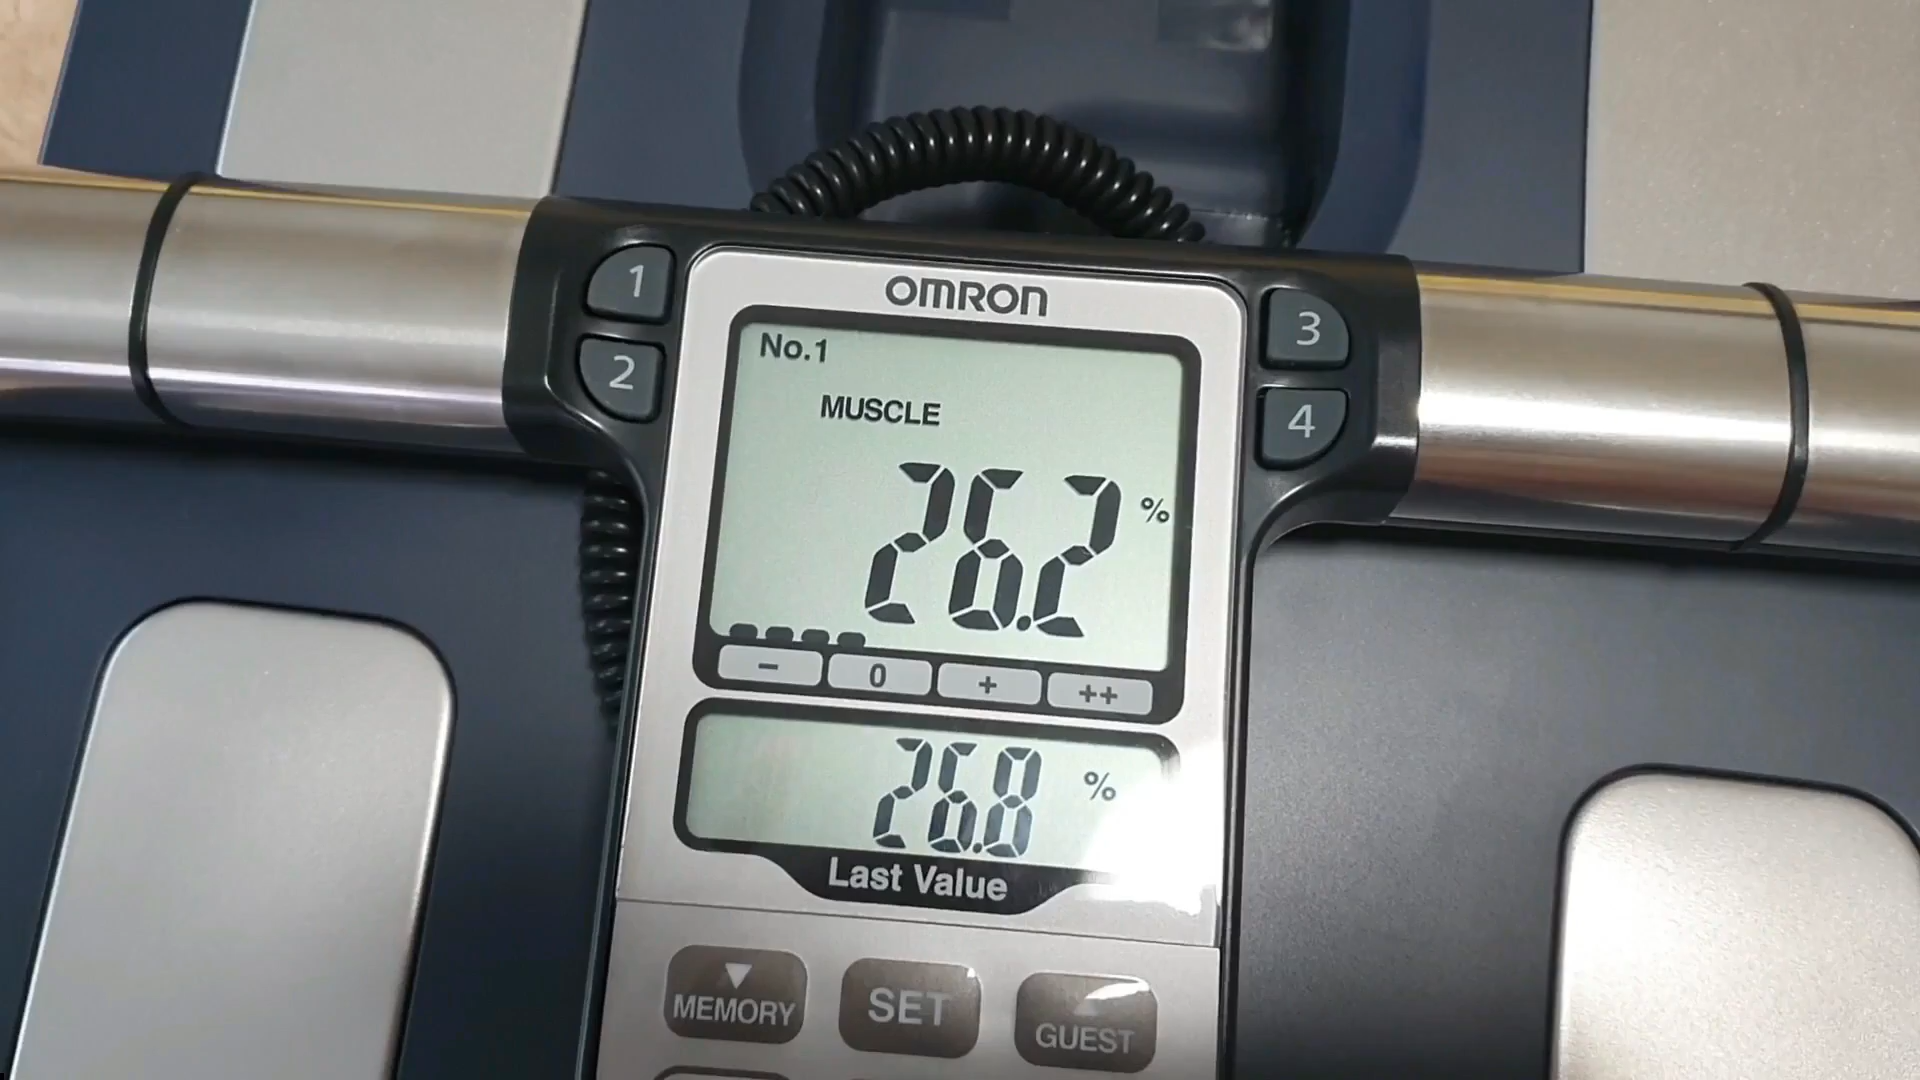 OMRON
1
2
3
4
No.1
MUSCLE
26.2 %
- 0 + ++
26.8 %
Last Value
MEMORY SET GUEST